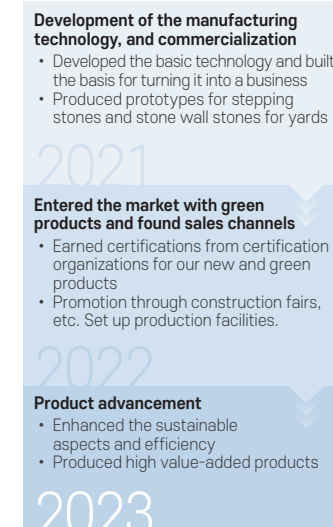 Development of the manufacturing
technology, and commercialization
• Developed the basic technology and built
the basis for turning it into a business
• Produced prototypes for stepping
stones and stone wall stones for yards
2021
Entered the market with green
products and found sales channels
• Earned certifications from certification
organizations for our new and green
products
• Promotion through construction fairs,
etc. Set up production facilities.
2022
Product advancement
• Enhanced the sustainable
aspects and efficiency
• Produced high value-added products
2023